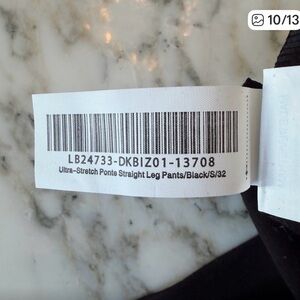 10/13
LB24733-DKBIZ01-13708
Ultra-Stretch Ponte Straight Leg Pants/Black/S/32